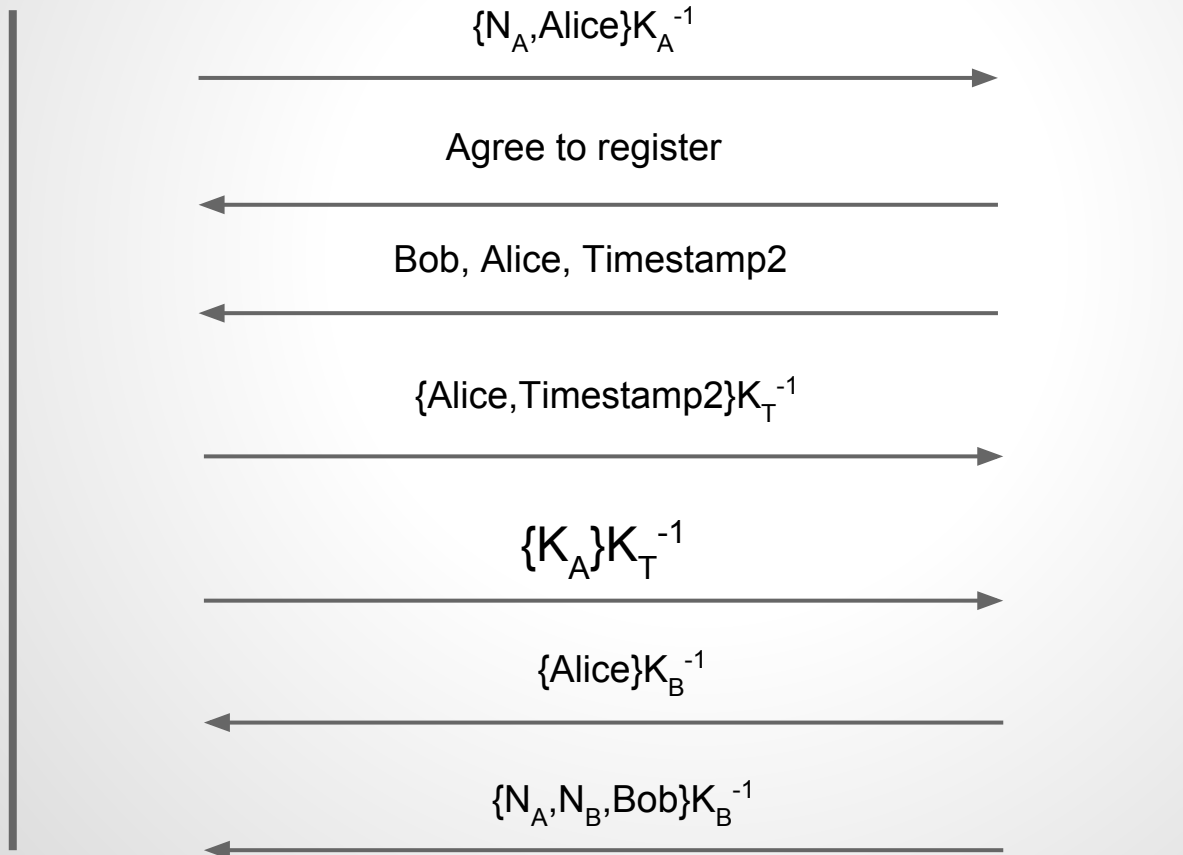 {N_A,Alice}K_A^-1
Agree to register
Bob, Alice, Timestamp2
{Alice,Timestamp2}K_T^-1
{K_A}K_T^-1
{Alice}K_B^-1
{N_A,N_B,Bob}K_B^-1